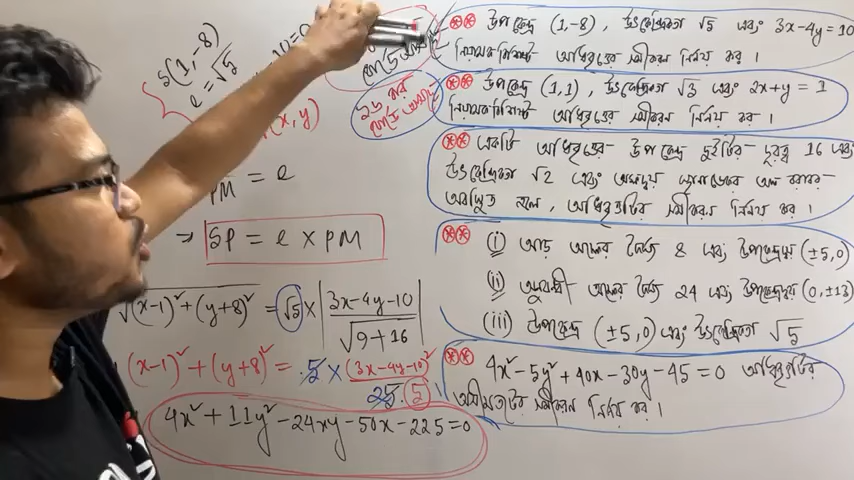 S(1,-8)
e = √5
(x,y)
PM = e
→ SP = e × PM
√(x-1)² + (y+8)² = √5 × |3x-4y-10 / √9+16|
(x-1)² + (y+8)² = 5 × (3x-4y-10)² / 25 . 5
4x² + 11y² - 24xy - 50x - 225 = 0
উপকেন্দ্র (1,-8), উৎকেন্দ্রিকতা √5 এবং 3x-4y=10
নিয়ামকবিশিষ্ট অধিবৃত্তের সমীকরণ নির্ণয় কর।
উপকেন্দ্র (1,1), উৎকেন্দ্রিকতা √3 এবং 2x+y=1
নিয়ামকবিশিষ্ট অধিবৃত্তের সমীকরণ নির্ণয় কর।
একটি অধিবৃত্তের উপকেন্দ্র দুইটির দূরত্ব 16 এবং
উৎকেন্দ্রিকতা √2 এবং অক্ষদ্বয় স্থানাঙ্কের অক্ষ বরাবর
অবস্থিত হলে, অধিবৃত্তটির সমীকরণ নির্ণয় কর।
(i) আড় অক্ষের দৈর্ঘ্য 8 এবং উপকেন্দ্রদ্বয় (±5,0)
(ii) অনুবন্ধী অক্ষের দৈর্ঘ্য 24 এবং উপকেন্দ্রদ্বয় (0,±13)
(iii) উপকেন্দ্র (±5,0) এবং উৎকেন্দ্রিকতা √5
4x²-5y²+40x-30y-45=0 অধিবৃত্তটির
অসীমতটের সমীকরণ নির্ণয় কর।